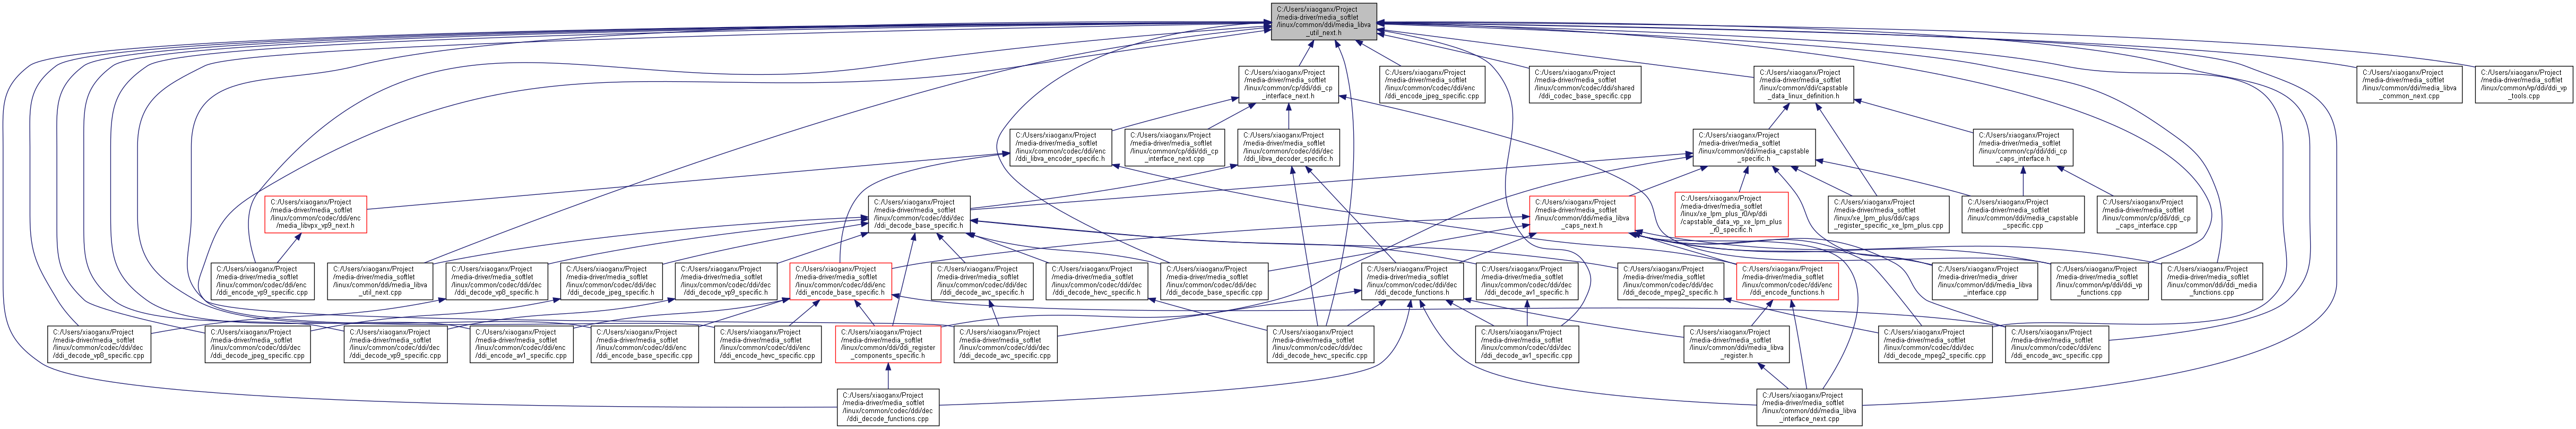 C:/Users/xiaoganx/Project
/media-driver/media_softlet
/linux/common/ddi/media_libva
_util_next.h
C:/Users/xiaoganx/Project
/media-driver/media_softlet
/linux/common/cp/ddi/ddi_cp
_interface_next.h
C:/Users/xiaoganx/Project
/media-driver/media_softlet
/linux/common/codec/ddi/enc
/ddi_encode_jpeg_specific.cpp
C:/Users/xiaoganx/Project
/media-driver/media_softlet
/linux/common/codec/ddi/shared
/ddi_codec_base_specific.cpp
C:/Users/xiaoganx/Project
/media-driver/media_softlet
/linux/common/ddi/capstable
_data_linux_definition.h
C:/Users/xiaoganx/Project
/media-driver/media_softlet
/linux/common/ddi/media_libva
_common_next.cpp
C:/Users/xiaoganx/Project
/media-driver/media_softlet
/linux/common/vp/ddi/ddi_vp
_tools.cpp
C:/Users/xiaoganx/Project
/media-driver/media_softlet
/linux/common/codec/ddi/enc
/ddi_libva_encoder_specific.h
C:/Users/xiaoganx/Project
/media-driver/media_softlet
/linux/common/cp/ddi/ddi_cp
_interface_next.cpp
C:/Users/xiaoganx/Project
/media-driver/media_softlet
/linux/common/codec/ddi/dec
/ddi_libva_decoder_specific.h
C:/Users/xiaoganx/Project
/media-driver/media_softlet
/linux/common/ddi/media_capstable
_specific.h
C:/Users/xiaoganx/Project
/media-driver/media_softlet
/linux/common/cp/ddi/ddi_cp
_caps_interface.h
C:/Users/xiaoganx/Project
/media-driver/media_softlet
/linux/common/codec/ddi/enc
/media_libvpx_vp9_next.h
C:/Users/xiaoganx/Project
/media-driver/media_softlet
/linux/common/codec/ddi/dec
/ddi_decode_base_specific.h
C:/Users/xiaoganx/Project
/media-driver/media_softlet
/linux/common/ddi/media_libva
_caps_next.h
C:/Users/xiaoganx/Project
/media-driver/media_softlet
/linux/xe_lpm_plus_r0/vp/ddi
/capstable_data_vp_xe_lpm_plus
_r0_specific.h
C:/Users/xiaoganx/Project
/media-driver/media_softlet
/linux/xe_lpm_plus/ddi/caps
_register_specific_xe_lpm_plus.cpp
C:/Users/xiaoganx/Project
/media-driver/media_softlet
/linux/common/ddi/media_capstable
_specific.cpp
C:/Users/xiaoganx/Project
/media-driver/media_softlet
/linux/common/cp/ddi/ddi_cp
_caps_interface.cpp
C:/Users/xiaoganx/Project
/media-driver/media_softlet
/linux/common/codec/ddi/enc
/ddi_encode_vp9_specific.cpp
C:/Users/xiaoganx/Project
/media-driver/media_softlet
/linux/common/ddi/media_libva
_util_next.cpp
C:/Users/xiaoganx/Project
/media-driver/media_softlet
/linux/common/codec/ddi/dec
/ddi_decode_vp8_specific.h
C:/Users/xiaoganx/Project
/media-driver/media_softlet
/linux/common/codec/ddi/dec
/ddi_decode_jpeg_specific.h
C:/Users/xiaoganx/Project
/media-driver/media_softlet
/linux/common/codec/ddi/dec
/ddi_decode_vp9_specific.h
C:/Users/xiaoganx/Project
/media-driver/media_softlet
/linux/common/codec/ddi/enc
/ddi_encode_base_specific.h
C:/Users/xiaoganx/Project
/media-driver/media_softlet
/linux/common/codec/ddi/dec
/ddi_decode_avc_specific.h
C:/Users/xiaoganx/Project
/media-driver/media_softlet
/linux/common/codec/ddi/dec
/ddi_decode_hevc_specific.h
C:/Users/xiaoganx/Project
/media-driver/media_softlet
/linux/common/codec/ddi/dec
/ddi_decode_base_specific.cpp
C:/Users/xiaoganx/Project
/media-driver/media_softlet
/linux/common/codec/ddi/dec
/ddi_decode_functions.h
C:/Users/xiaoganx/Project
/media-driver/media_softlet
/linux/common/codec/ddi/dec
/ddi_decode_av1_specific.h
C:/Users/xiaoganx/Project
/media-driver/media_softlet
/linux/common/codec/ddi/dec
/ddi_decode_mpeg2_specific.h
C:/Users/xiaoganx/Project
/media-driver/media_softlet
/linux/common/codec/ddi/enc
/ddi_encode_functions.h
C:/Users/xiaoganx/Project
/media-driver/media_driver
/linux/common/ddi/media_libva
_interface.cpp
C:/Users/xiaoganx/Project
/media-driver/media_softlet
/linux/common/vp/ddi/ddi_vp
_functions.cpp
C:/Users/xiaoganx/Project
/media-driver/media_softlet
/linux/common/ddi/ddi_media
_functions.cpp
C:/Users/xiaoganx/Project
/media-driver/media_softlet
/linux/common/codec/ddi/dec
/ddi_decode_vp8_specific.cpp
C:/Users/xiaoganx/Project
/media-driver/media_softlet
/linux/common/codec/ddi/dec
/ddi_decode_jpeg_specific.cpp
C:/Users/xiaoganx/Project
/media-driver/media_softlet
/linux/common/codec/ddi/dec
/ddi_decode_vp9_specific.cpp
C:/Users/xiaoganx/Project
/media-driver/media_softlet
/linux/common/codec/ddi/enc
/ddi_encode_av1_specific.cpp
C:/Users/xiaoganx/Project
/media-driver/media_softlet
/linux/common/codec/ddi/enc
/ddi_encode_base_specific.cpp
C:/Users/xiaoganx/Project
/media-driver/media_softlet
/linux/common/codec/ddi/enc
/ddi_encode_hevc_specific.cpp
C:/Users/xiaoganx/Project
/media-driver/media_softlet
/linux/common/ddi/ddi_register
_components_specific.h
C:/Users/xiaoganx/Project
/media-driver/media_softlet
/linux/common/codec/ddi/dec
/ddi_decode_avc_specific.cpp
C:/Users/xiaoganx/Project
/media-driver/media_softlet
/linux/common/codec/ddi/dec
/ddi_decode_hevc_specific.cpp
C:/Users/xiaoganx/Project
/media-driver/media_softlet
/linux/common/codec/ddi/dec
/ddi_decode_av1_specific.cpp
C:/Users/xiaoganx/Project
/media-driver/media_softlet
/linux/common/ddi/media_libva
_register.h
C:/Users/xiaoganx/Project
/media-driver/media_softlet
/linux/common/codec/ddi/dec
/ddi_decode_mpeg2_specific.cpp
C:/Users/xiaoganx/Project
/media-driver/media_softlet
/linux/common/codec/ddi/enc
/ddi_encode_avc_specific.cpp
C:/Users/xiaoganx/Project
/media-driver/media_softlet
/linux/common/codec/ddi/dec
/ddi_decode_functions.cpp
C:/Users/xiaoganx/Project
/media-driver/media_softlet
/linux/common/ddi/media_libva
_interface_next.cpp